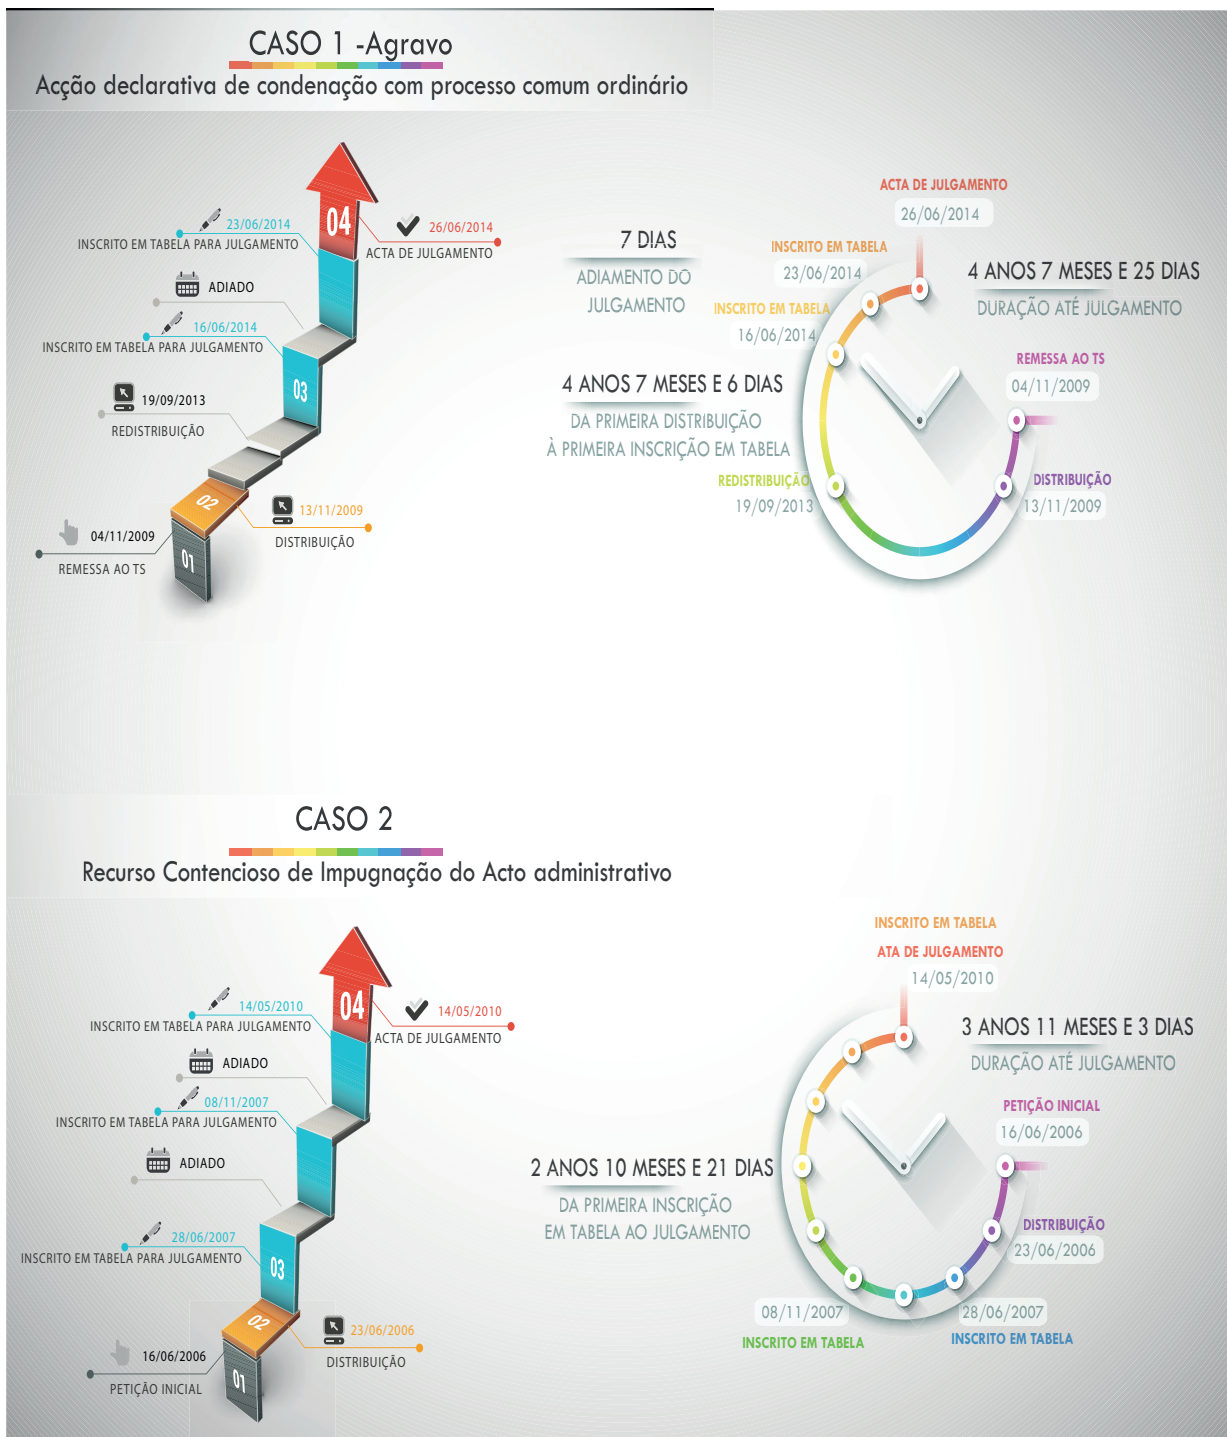 CASO 1 -Agravo
Acção declarativa de condenação com processo comum ordinário
04
23/06/2014
INSCRITO EM TABELA PARA JULGAMENTO
26/06/2014
ACTA DE JULGAMENTO
ADIADO
16/06/2014
INSCRITO EM TABELA PARA JULGAMENTO
03
19/09/2013
REDISTRIBUIÇÃO
02
13/11/2009
DISTRIBUIÇÃO
04/11/2009
REMESSA AO TS
01
7 DIAS
ADIAMENTO DO
JULGAMENTO
4 ANOS 7 MESES E 6 DIAS
DA PRIMEIRA DISTRIBUIÇÃO
À PRIMEIRA INSCRIÇÃO EM TABELA
ACTA DE JULGAMENTO
26/06/2014
INSCRITO EM TABELA
23/06/2014
INSCRITO EM TABELA
16/06/2014
4 ANOS 7 MESES E 25 DIAS
DURAÇÃO ATÉ JULGAMENTO
REMESSA AO TS
04/11/2009
REDISTRIBUIÇÃO
19/09/2013
DISTRIBUIÇÃO
13/11/2009
CASO 2
Recurso Contencioso de Impugnação do Acto administrativo
04
14/05/2010
INSCRITO EM TABELA PARA JULGAMENTO
14/05/2010
ACTA DE JULGAMENTO
ADIADO
08/11/2007
INSCRITO EM TABELA PARA JULGAMENTO
ADIADO
28/06/2007
INSCRITO EM TABELA PARA JULGAMENTO
03
02
23/06/2006
DISTRIBUIÇÃO
16/06/2006
PETIÇÃO INICIAL
01
2 ANOS 10 MESES E 21 DIAS
DA PRIMEIRA INSCRIÇÃO
EM TABELA AO JULGAMENTO
INSCRITO EM TABELA
ATA DE JULGAMENTO
14/05/2010
3 ANOS 11 MESES E 3 DIAS
DURAÇÃO ATÉ JULGAMENTO
PETIÇÃO INICIAL
16/06/2006
DISTRIBUIÇÃO
23/06/2006
08/11/2007
INSCRITO EM TABELA
28/06/2007
INSCRITO EM TABELA